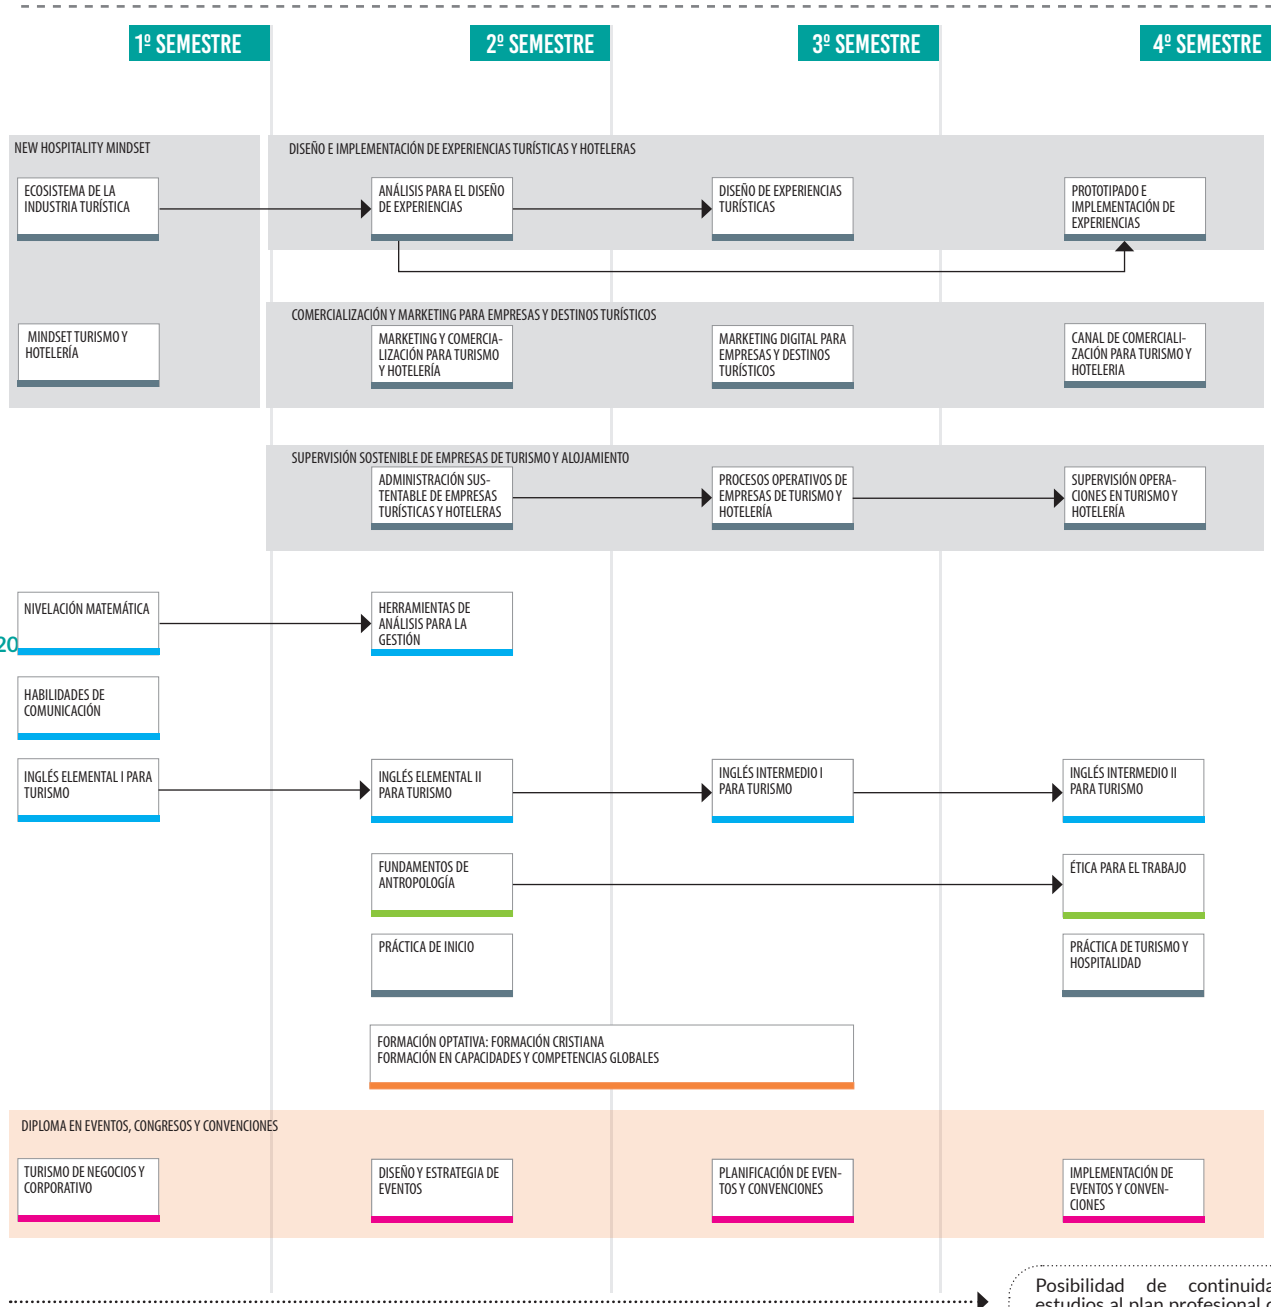 1º SEMESTRE
2º SEMESTRE
3º SEMESTRE
4º SEMESTRE
NEW HOSPITALITY MINDSET
DISEÑO E IMPLEMENTACIÓN DE EXPERIENCIAS TURÍSTICAS Y HOTELERAS
ECOSISTEMA DE LA
INDUSTRIA TURÍSTICA
ANÁLISIS PARA EL DISEÑO
DE EXPERIENCIAS
DISEÑO DE EXPERIENCIAS
TURÍSTICAS
PROTOTIPADO E
IMPLEMENTACIÓN DE
EXPERIENCIAS
COMERCIALIZACIÓN Y MARKETING PARA EMPRESAS Y DESTINOS TURÍSTICOS
MINDSET TURISMO Y
HOTELERÍA
MARKETING Y COMERCIA-
LIZACIÓN PARA TURISMO
Y HOTELERÍA
MARKETING DIGITAL PARA
EMPRESAS Y DESTINOS
TURÍSTICOS
CANAL DE COMERCIALI-
ZACIÓN PARA TURISMO Y
HOTELERIA
SUPERVISIÓN SOSTENIBLE DE EMPRESAS DE TURISMO Y ALOJAMIENTO
ADMINISTRACIÓN SUS-
TENTABLE DE EMPRESAS
TURÍSTICAS Y HOTELERAS
PROCESOS OPERATIVOS DE
EMPRESAS DE TURISMO Y
HOTELERÍA
SUPERVISIÓN OPERA-
CIONES EN TURISMO Y
HOTELERÍA
NIVELACIÓN MATEMÁTICA
HERRAMIENTAS DE
ANÁLISIS PARA LA
GESTIÓN
20
HABILIDADES DE
COMUNICACIÓN
INGLÉS ELEMENTAL I PARA
TURISMO
INGLÉS ELEMENTAL II
PARA TURISMO
INGLÉS INTERMEDIO I
PARA TURISMO
INGLÉS INTERMEDIO II
PARA TURISMO
FUNDAMENTOS DE
ANTROPOLOGÍA
ÉTICA PARA EL TRABAJO
PRÁCTICA DE INICIO
PRÁCTICA DE TURISMO Y
HOSPITALIDAD
FORMACIÓN OPTATIVA: FORMACIÓN CRISTIANA
FORMACIÓN EN CAPACIDADES Y COMPETENCIAS GLOBALES
DIPLOMA EN EVENTOS, CONGRESOS Y CONVENCIONES
TURISMO DE NEGOCIOS Y
CORPORATIVO
DISEÑO Y ESTRATEGIA DE
EVENTOS
PLANIFICACIÓN DE EVEN-
TOS Y CONVENCIONES
IMPLEMENTACIÓN DE
EVENTOS Y CONVEN-
CIONES
Posibilidad de continuida
estudios al plan profesional